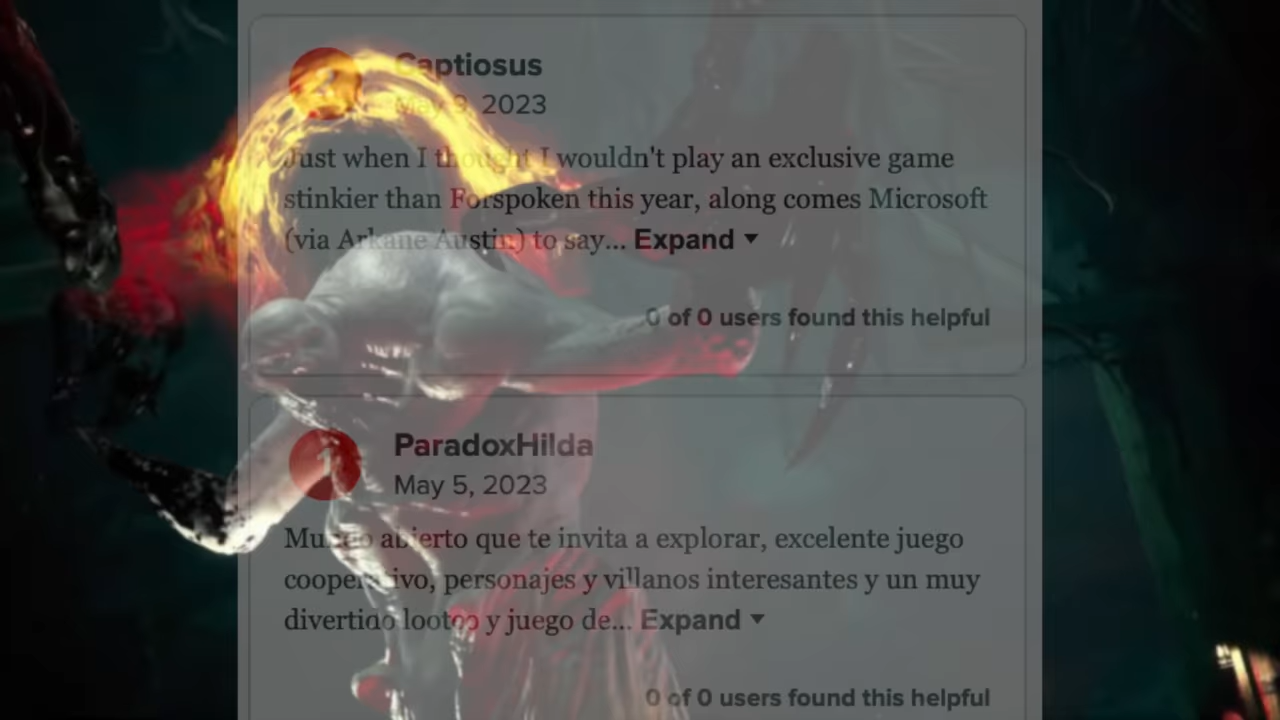 Captiosus
May 9, 2023
Just when I thought I wouldn't play an exclusive game
stinkier than Forspoken this year, along comes Microsoft
(via Arkane Austin) to say... Expand
0 of 0 users found this helpful
1
ParadoxHilda
May 5, 2023
Mundo abierto que te invita a explorar, excelente juego
cooperativo, personajes y villanos interesantes y un muy
divertido looteo y juego de... Expand
0 of 0 users found this helpful